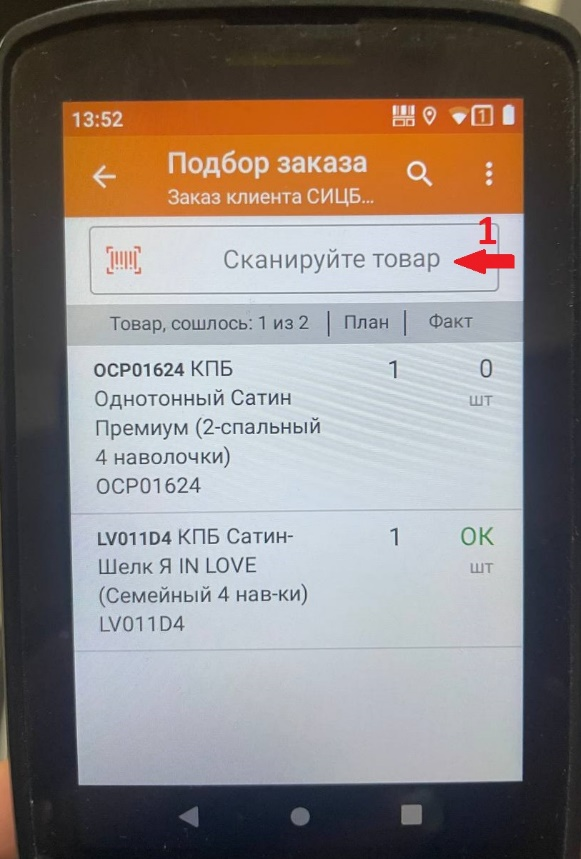 13:52
1
Подбор заказа
Заказ клиента СИЦБ...
1
Сканируйте товар
Товар, сошлось: 1 из 2 | План | Факт
OCP01624 КПБ 1 0
Однотонный Сатин шт
Премиум (2-спальный
4 наволочки)
OCP01624
LV011D4 КПБ Сатин- 1 OK
Шелк Я IN LOVE шт
(Семейный 4 нав-ки)
LV011D4